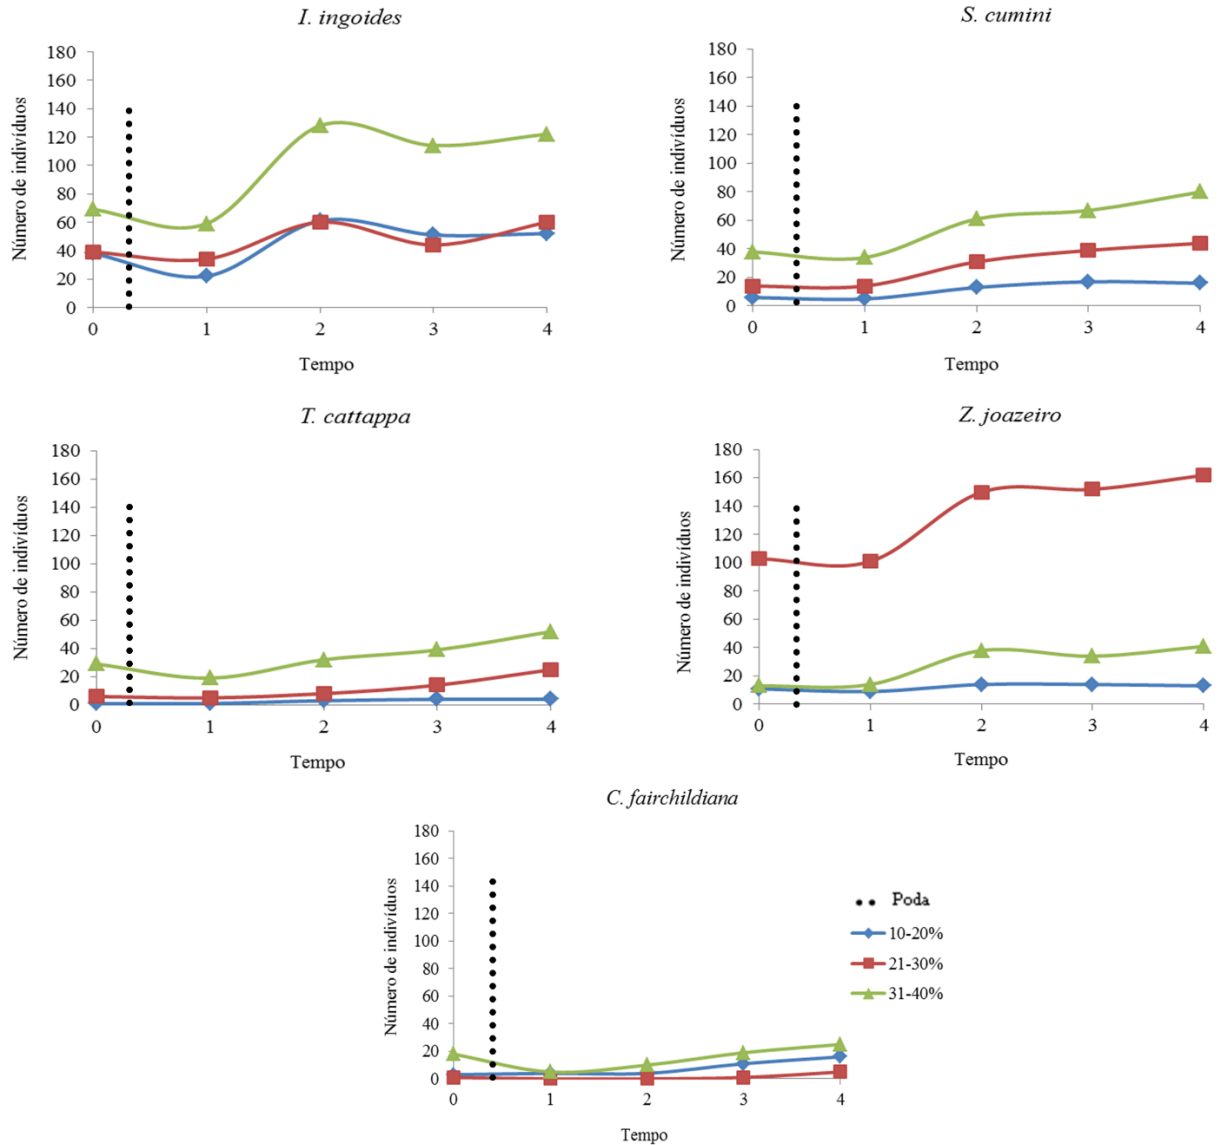 I. ingoides
Número de indivíduos
180
160
140
120
100
80
60
40
20
0
0 1 2 3 4
Tempo
S. cumini
Número de indivíduos
180
160
140
120
100
80
60
40
20
0
0 1 2 3 4
Tempo
T. cattappa
Número de indivíduos
180
160
140
120
100
80
60
40
20
0
0 1 2 3 4
Tempo
Z. joazeiro
Número de indivíduos
180
160
140
120
100
80
60
40
20
0
0 1 2 3 4
Tempo
C. fairchildiana
Número de indivíduos
180
160
140
120
100
80
60
40
20
0
0 1 2 3 4
Tempo
Poda
10-20%
21-30%
31-40%